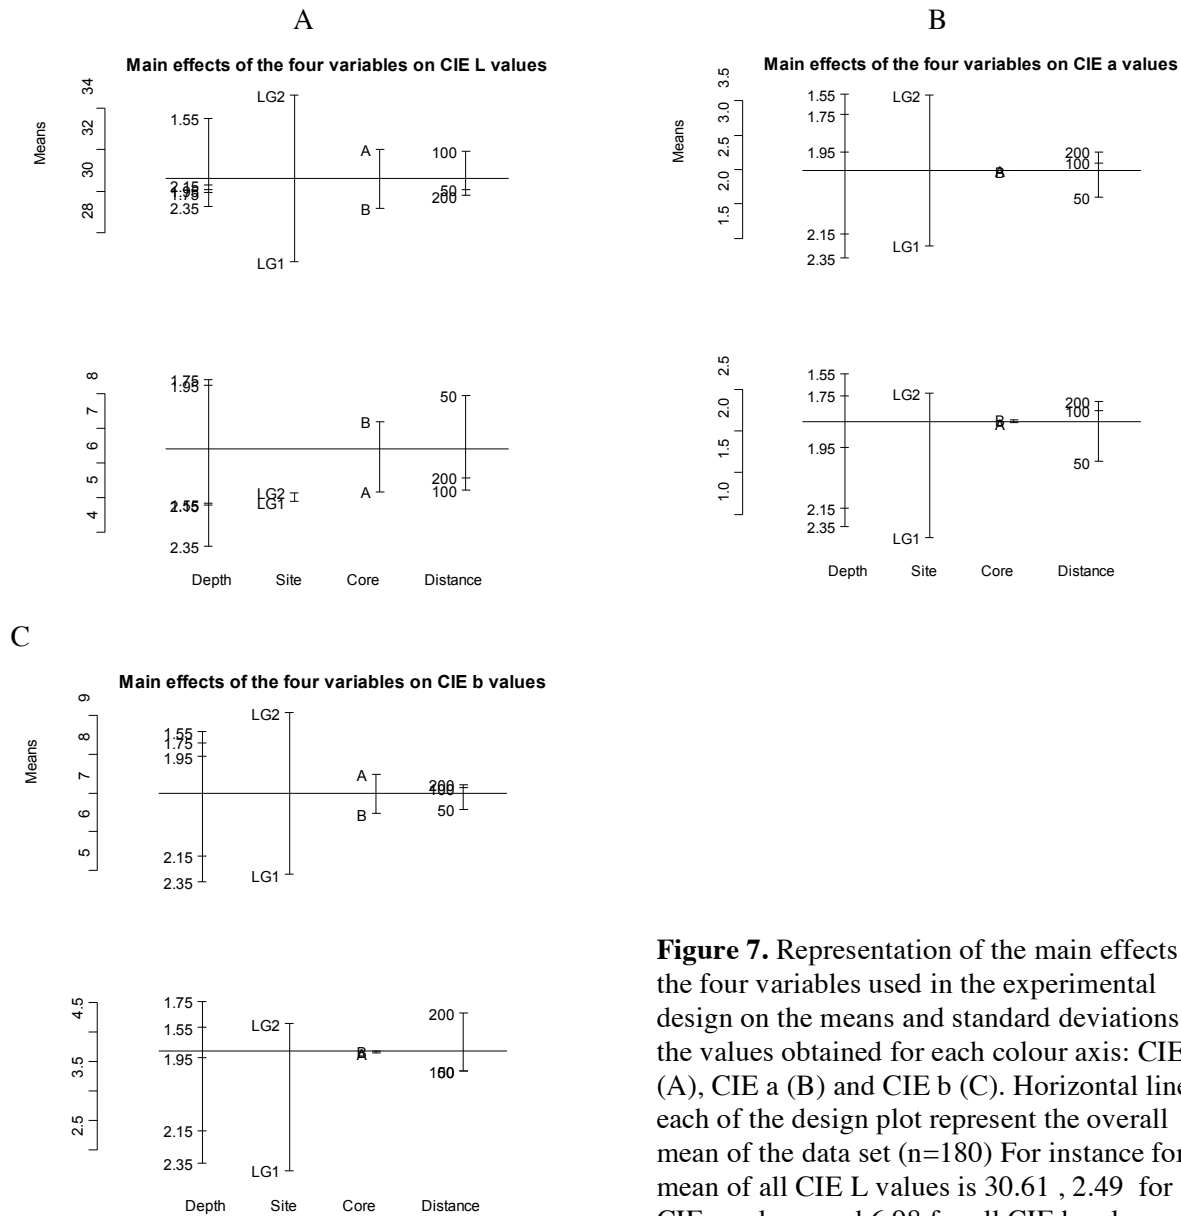 A
Main effects of the four variables on CIE L values
Means
34
32
30
28
1.55
2.15
1.95
1.75
2.35
LG2
LG1
A
B
100
50
200
8
7
6
5
4
1.75
1.95
1.55
2.15
2.35
LG2
LG1
B
A
50
200
100
Depth Site Core Distance
B
Main effects of the four variables on CIE a values
Means
3.5
3.0
2.5
2.0
1.5
1.55
1.75
1.95
2.15
2.35
LG2
LG1
A
B
200
100
50
2.5
2.0
1.5
1.0
1.55
1.75
1.95
2.15
2.35
LG2
LG1
B
A
200
100
50
Depth Site Core Distance
C
Main effects of the four variables on CIE b values
Means
9
8
7
6
5
1.55
1.75
1.95
2.15
2.35
LG2
LG1
A
B
200
100
50
4.5
3.5
2.5
1.75
1.55
1.95
2.15
2.35
LG2
LG1
B
A
200
100
50
Depth Site Core Distance
Figure 7. Representation of the main effects
the four variables used in the experimental
design on the means and standard deviations
the values obtained for each colour axis: CIE
(A), CIE a (B) and CIE b (C). Horizontal line
each of the design plot represent the overall
mean of the data set (n=180) For instance for
mean of all CIE L values is 30.61 , 2.49 for